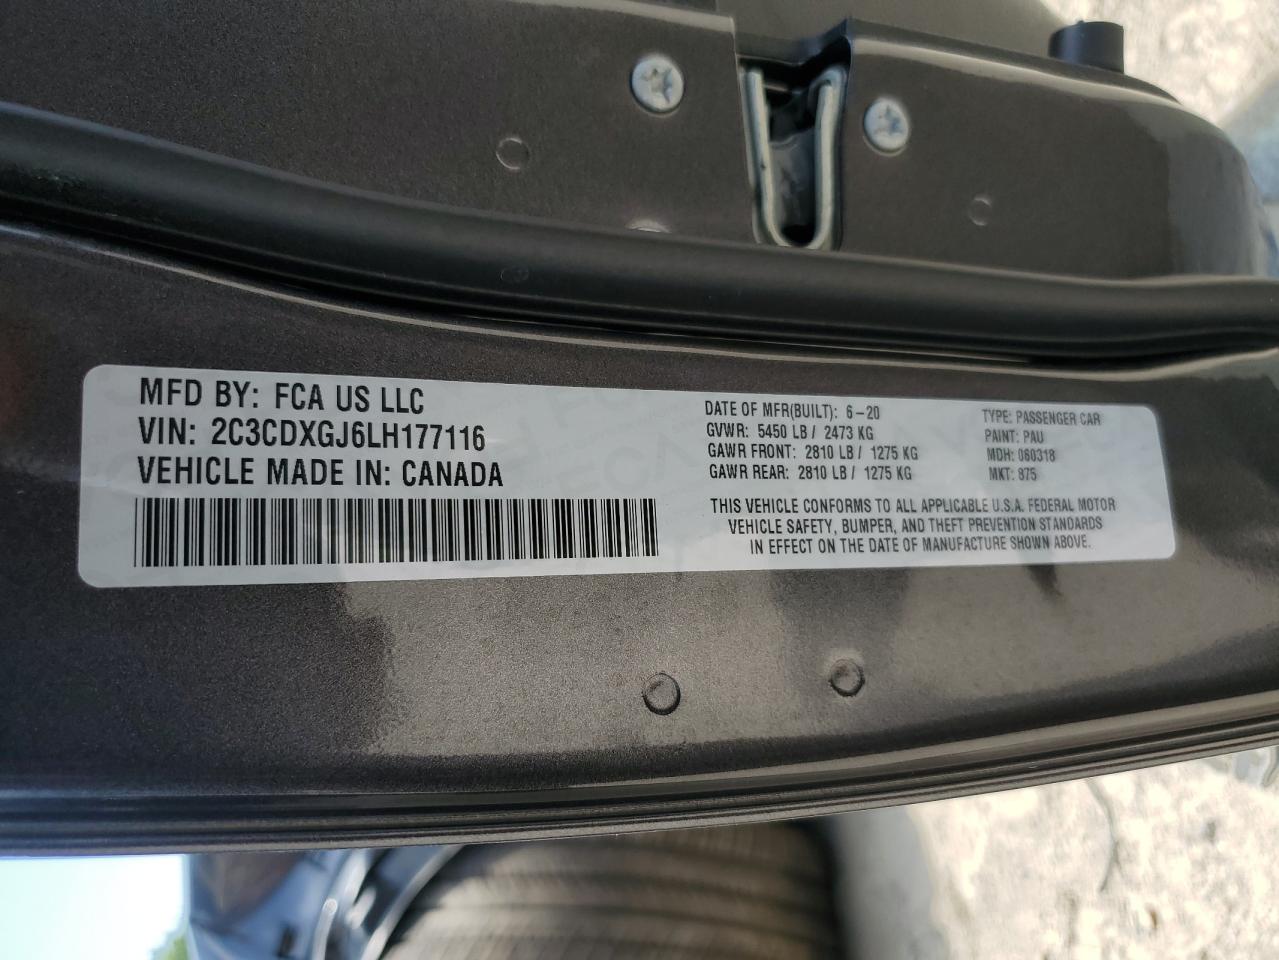 MFD BY: FCA US LLC
VIN: 2C3CDXGJ6LH177116
VEHICLE MADE IN: CANADA
DATE OF MFR(BUILT): 6-20
GVWR: 5450 LB / 2473 KG
GAWR FRONT: 2810 LB / 1275 KG
GAWR REAR: 2810 LB / 1275 KG
TYPE: PASSENGER CAR
PAINT: PAU
MDH: 060318
MKT: 875
THIS VEHICLE CONFORMS TO ALL APPLICABLE U.S.A. FEDERAL MOTOR
VEHICLE SAFETY, BUMPER, AND THEFT PREVENTION STANDARDS
IN EFFECT ON THE DATE OF MANUFACTURE SHOWN ABOVE.